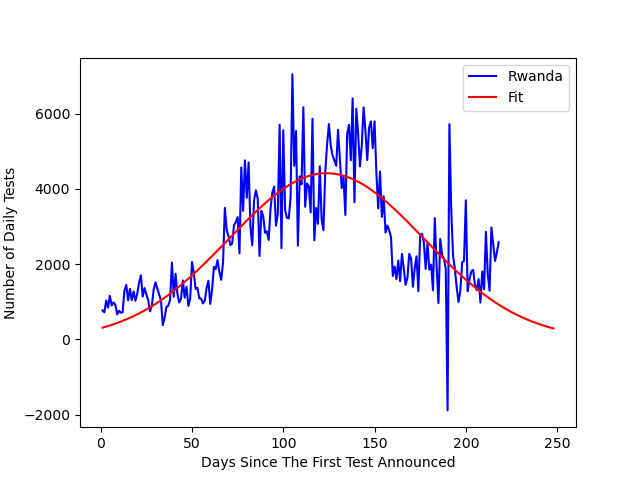 Rwanda
Fit
6000
4000
2000
0
−2000
0 50 100 150 200 250
Number of Daily Tests
Days Since The First Test Announced